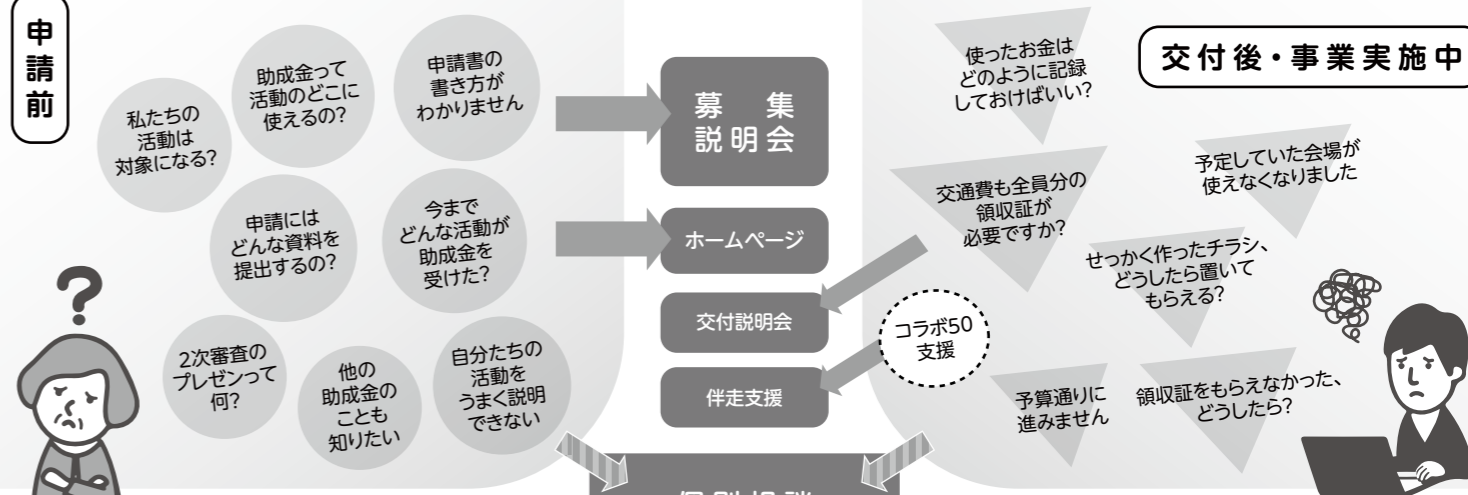 申請前
私たちの
活動は
対象になる?
助成金って
活動のどこに
使えるの?
申請書の
書き方が
わかりません
申請には
どんな資料を
提出するの?
今まで
どんな活動が
助成金を
受けた?
2次審査の
プレゼンって
何?
他の
助成金の
ことも
知りたい
自分たちの
活動を
うまく説明
できない
?
募集
説明会
ホームページ
交付説明会
伴走支援
コラボ50
支援
交付後・事業実施中
使ったお金は
どのように記録
しておけばいい?
交通費も全員分の
領収証が
必要ですか?
予定していた会場が
使えなくなりました
せっかく作ったチラシ、
どうしたら置いて
もらえる?
予算通りに
進みません
領収証をもらえなかった、
どうしたら?
個別相談